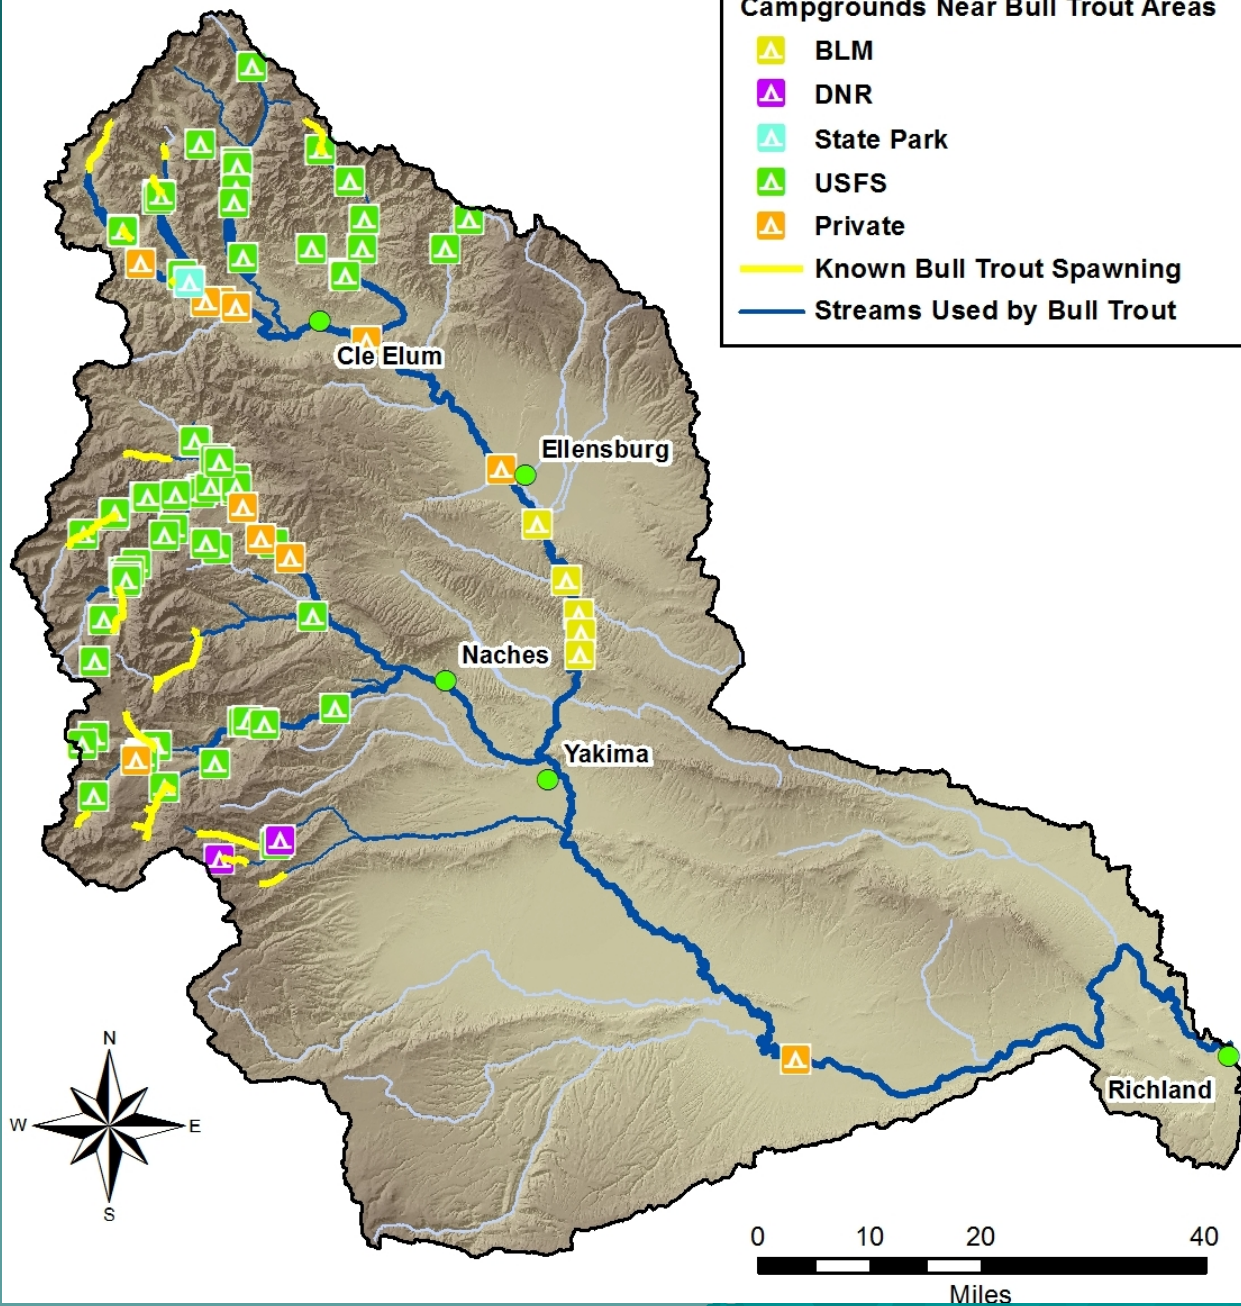 Campgrounds Near Bull Trout Areas
BLM
DNR
State Park
USFS
Private
Known Bull Trout Spawning
Streams Used by Bull Trout
Cle Elum
Ellensburg
Naches
Yakima
Richland
N
W E
S
0 10 20 40
Miles